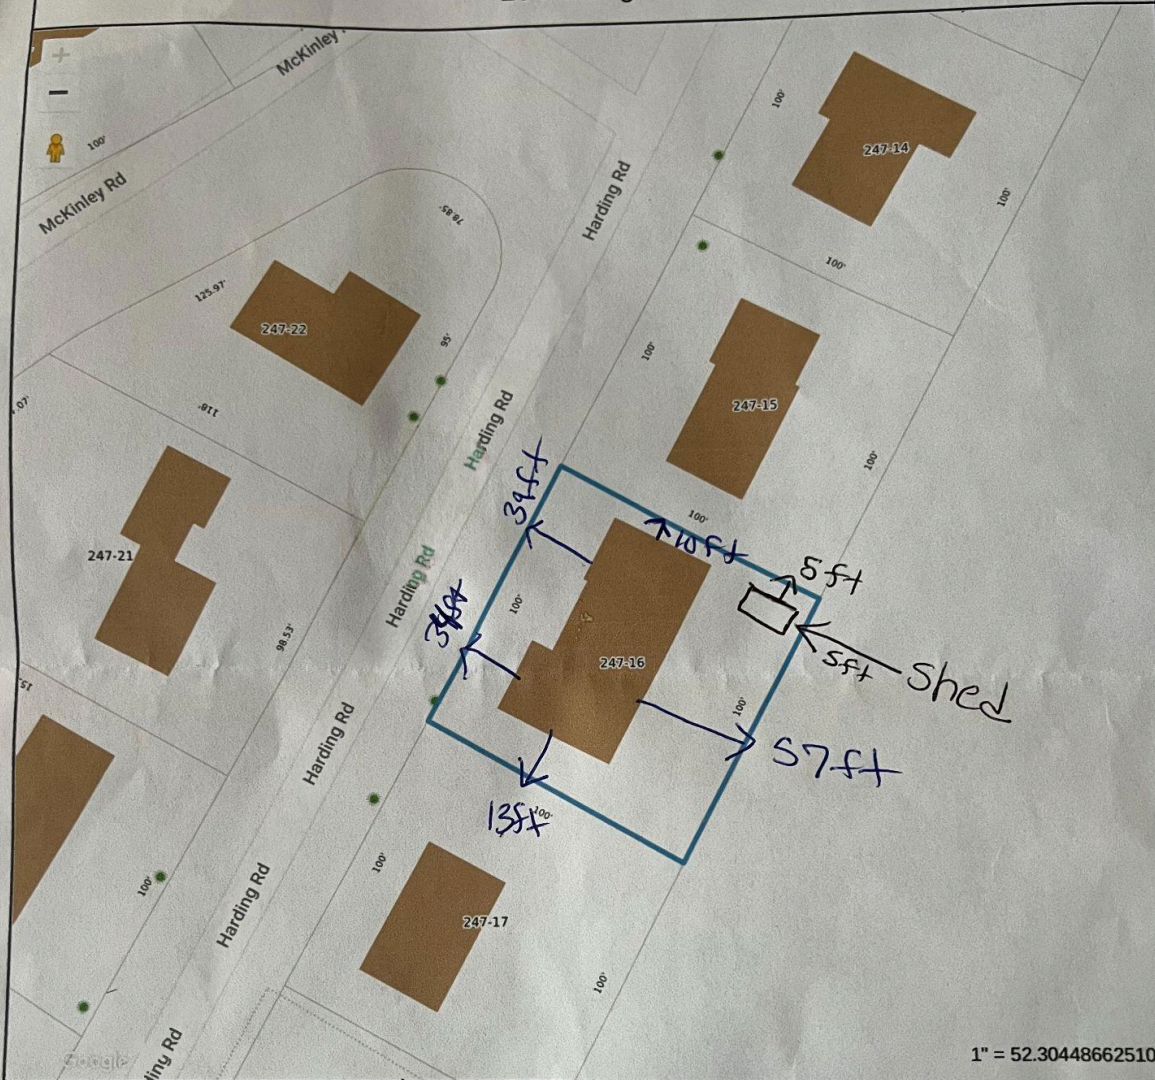 McKinley
+
−
100'
100'
McKinley Rd
247-14
Harding Rd
100'
78.85'
100'
125.97'
247-22
95'
100'
247-15
118'
Harding Rd
100'
34ft
100'
10ft
5ft
247-21
Harding Rd
34ft
100'
98.53'
247-16
5ft
Shed
100'
57ft
Harding Rd
13ft
100'
100'
100'
247-17
Harding Rd
100'
Google
1" = 52.30448662510